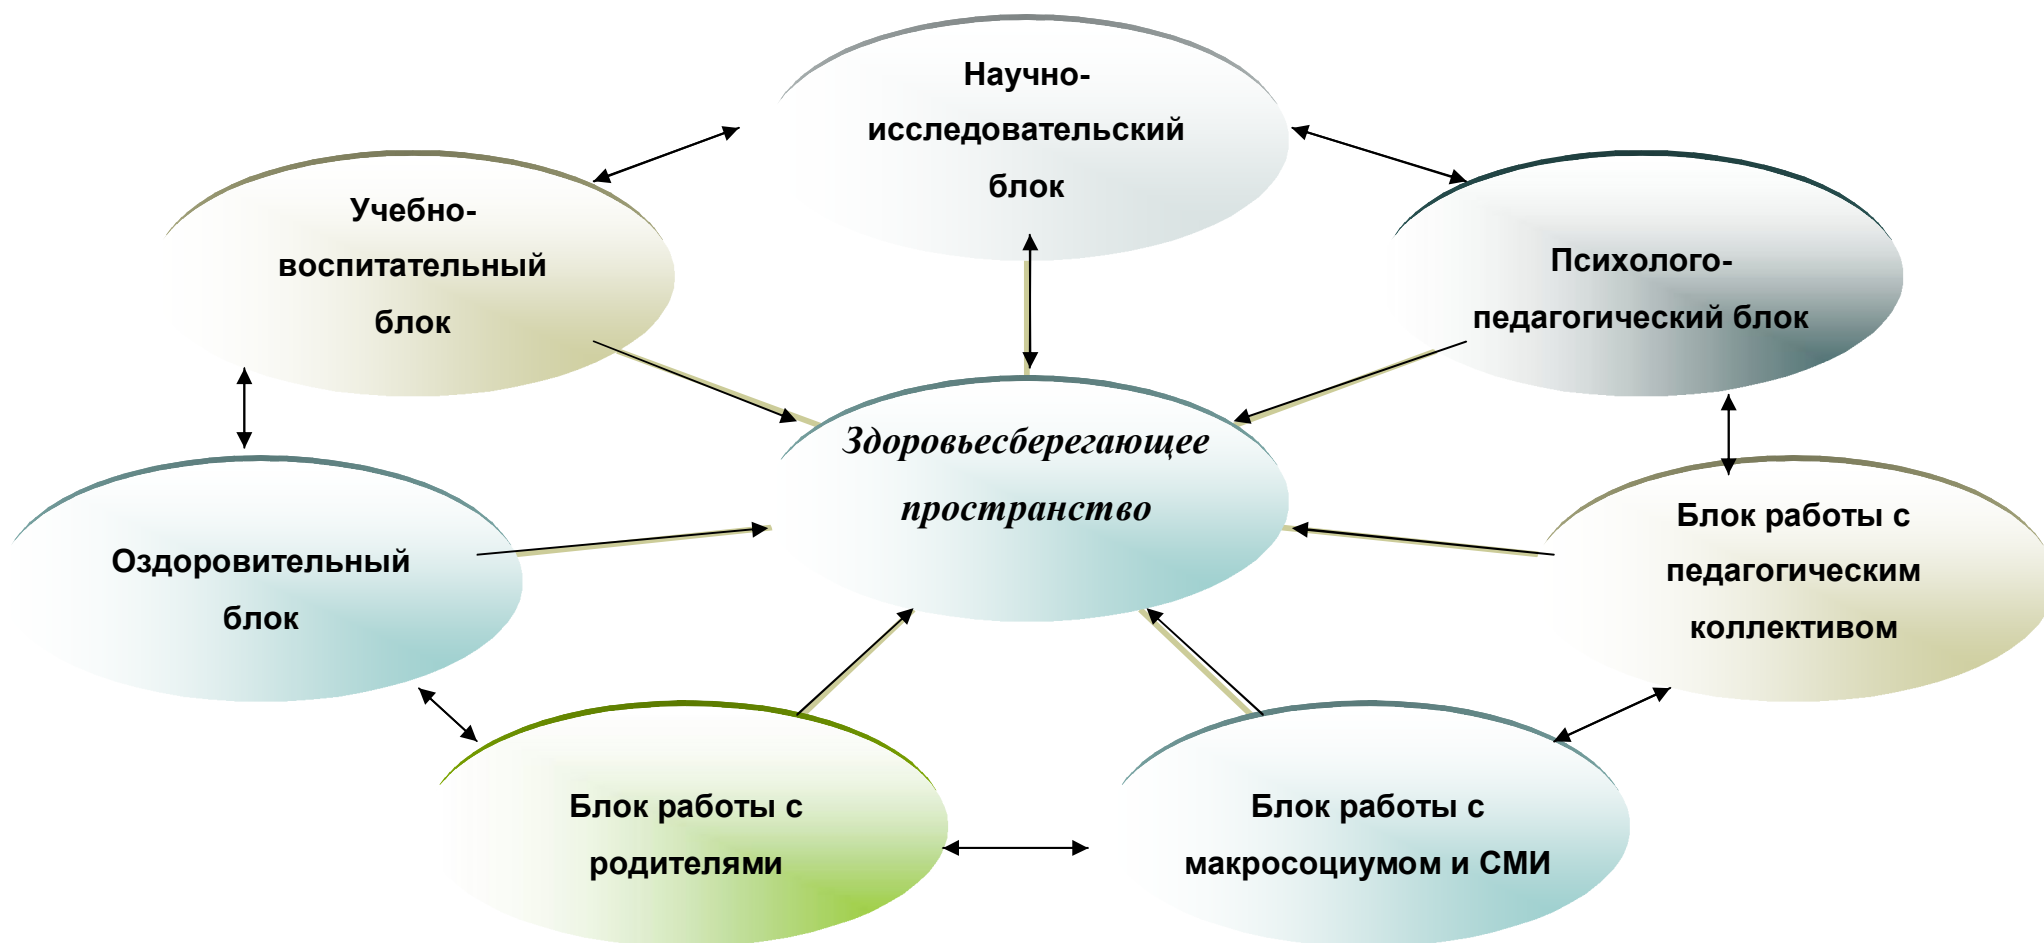 Научно-
исследовательский
блок
Учебно-
воспитательный
блок
Психолого-
педагогический блок
Здоровьесберегающее
пространство
Оздоровительный
блок
Блок работы с
педагогическим
коллективом
Блок работы с
родителями
Блок работы с
макросоциумом и СМИ